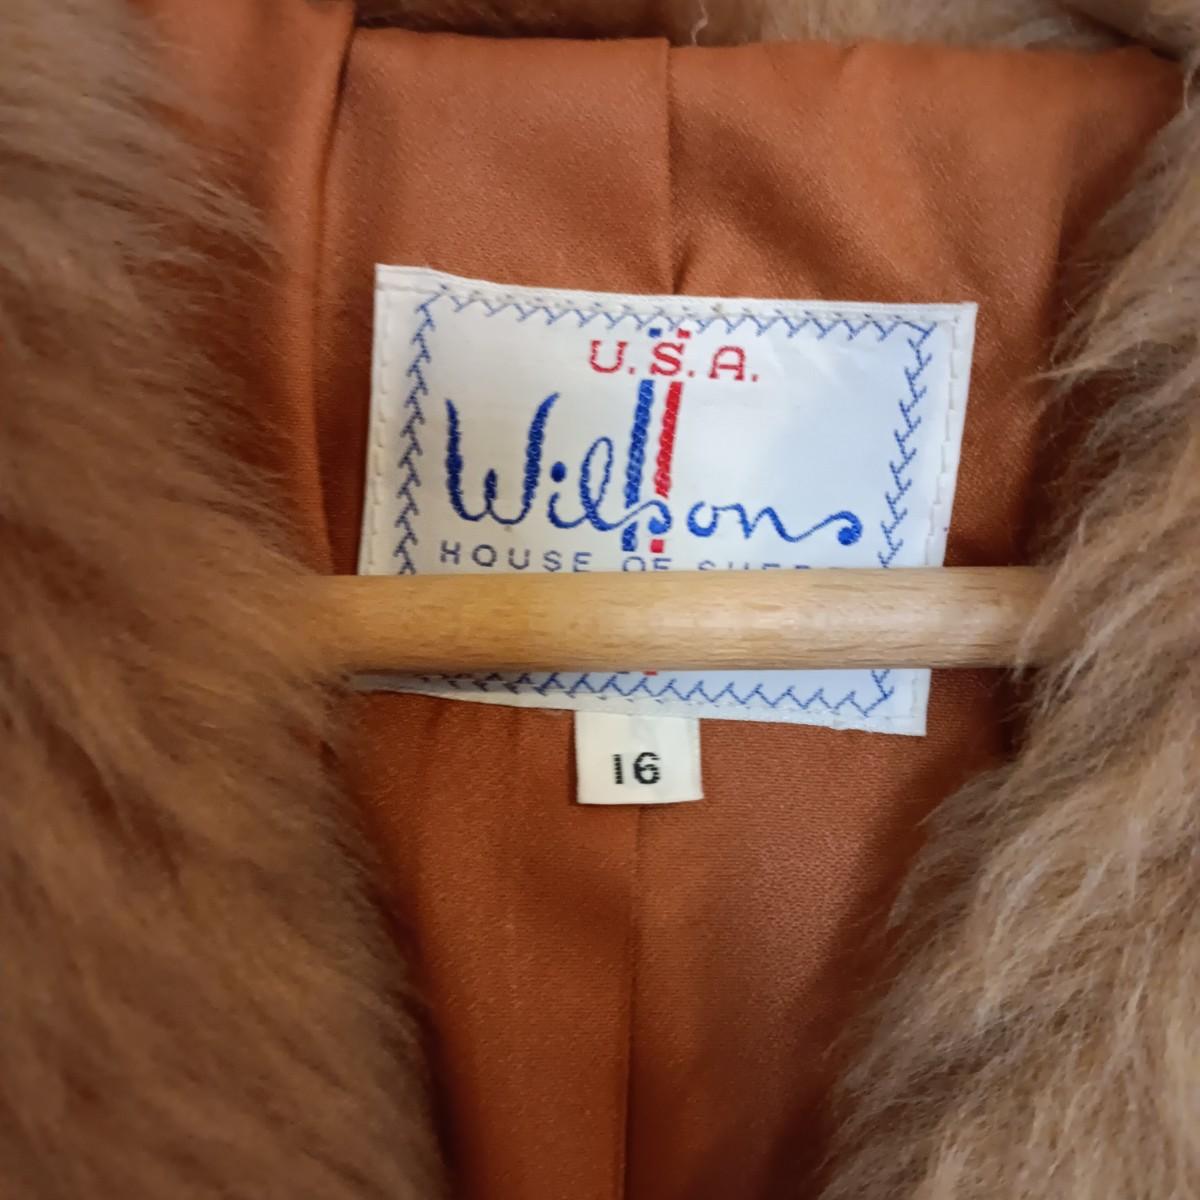 U.S.A.
Wilsons
HOUSE OF
16